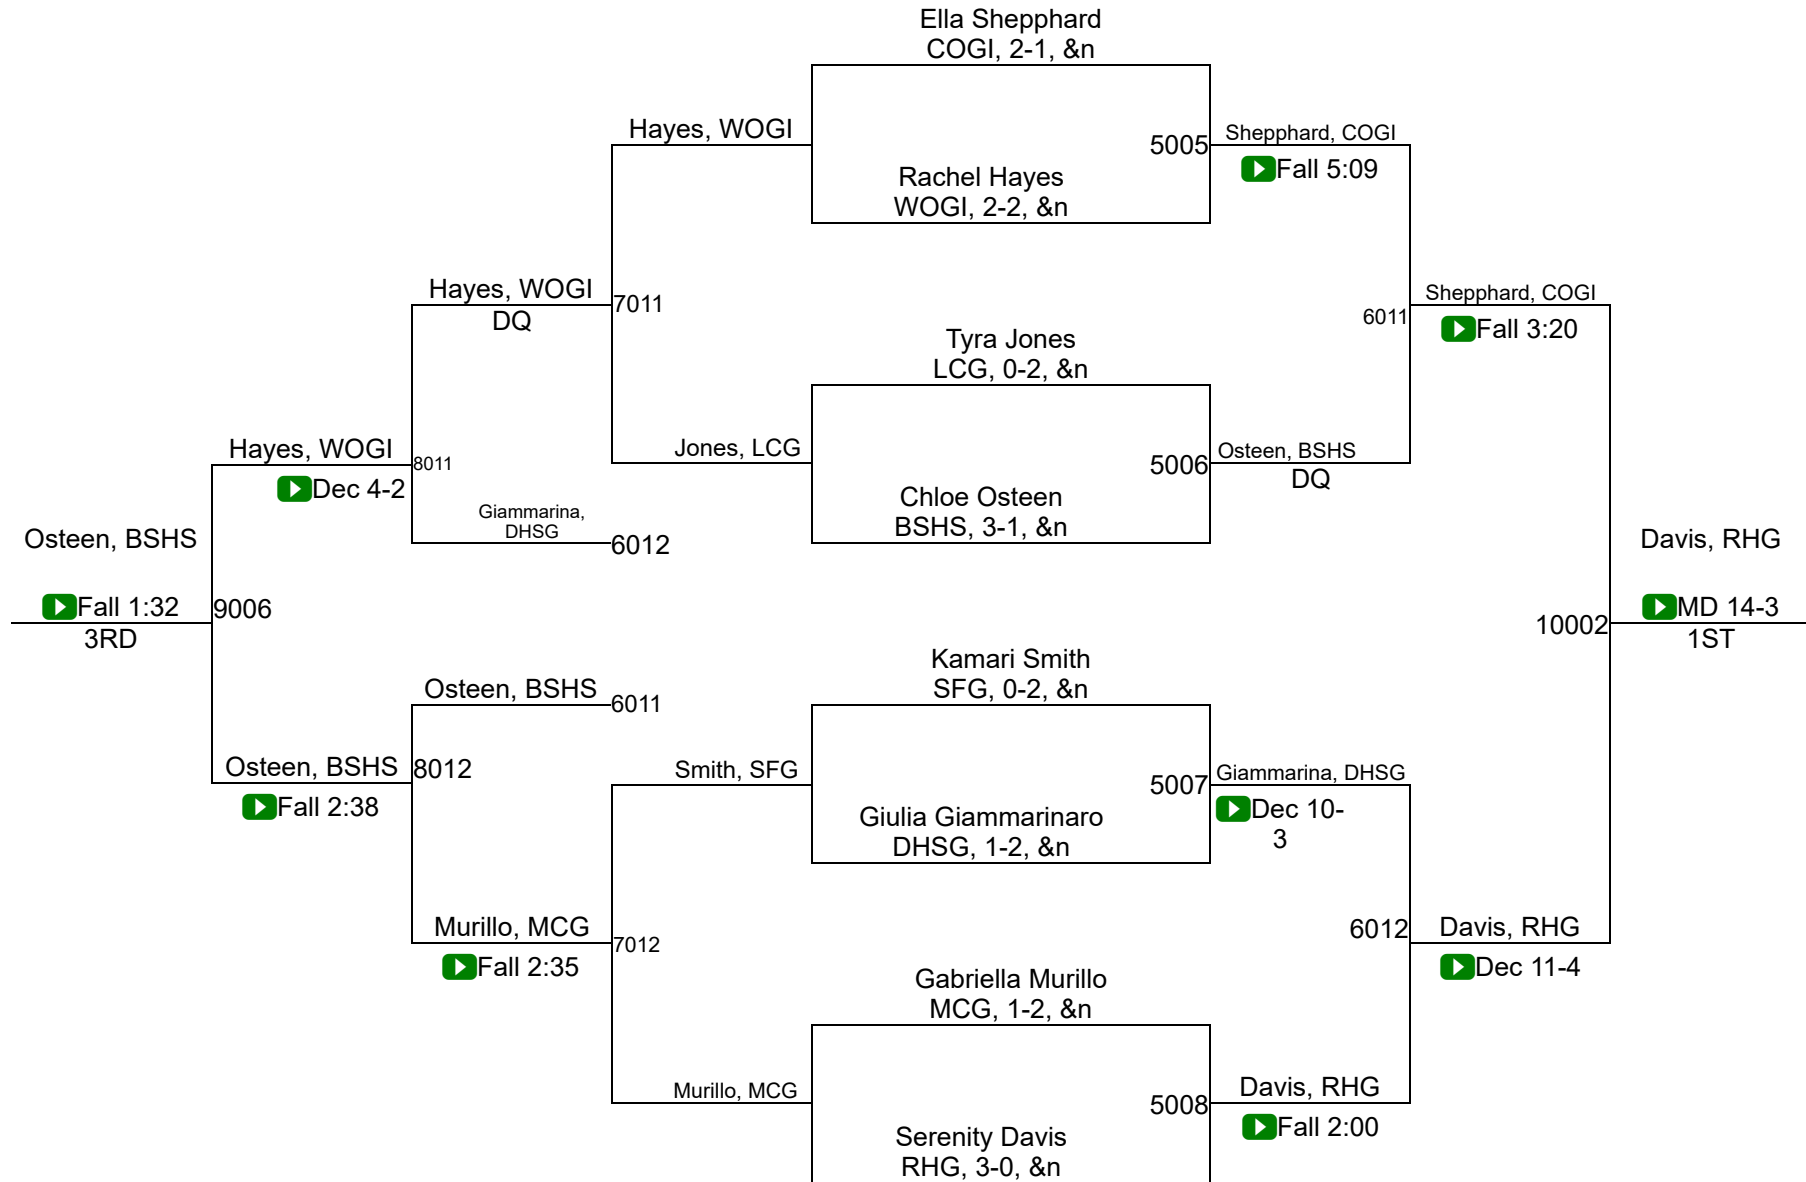 Ella Shepphard
COGI, 2-1, &n
Hayes, WOGI
5005
Shepphard, COGI
Fall 5:09
Rachel Hayes
WOGI, 2-2, &n
Hayes, WOGI
DQ
7011
6011
Shepphard, COGI
Fall 3:20
Tyra Jones
LCG, 0-2, &n
Hayes, WOGI
Dec 4-2
8011
Jones, LCG
5006
Osteen, BSHS
DQ
Chloe Osteen
BSHS, 3-1, &n
Giammarina,
DHSG
6012
Osteen, BSHS
Fall 1:32
3RD
9006
10002
Davis, RHG
MD 14-3
1ST
Kamari Smith
SFG, 0-2, &n
Osteen, BSHS
6011
Osteen, BSHS
Fall 2:38
8012
Smith, SFG
5007
Giammarina, DHSG
Dec 10-
3
Giulia Giammarinaro
DHSG, 1-2, &n
Murillo, MCG
Fall 2:35
7012
6012
Davis, RHG
Dec 11-4
Gabriella Murillo
MCG, 1-2, &n
Murillo, MCG
5008
Davis, RHG
Fall 2:00
Serenity Davis
RHG, 3-0, &n